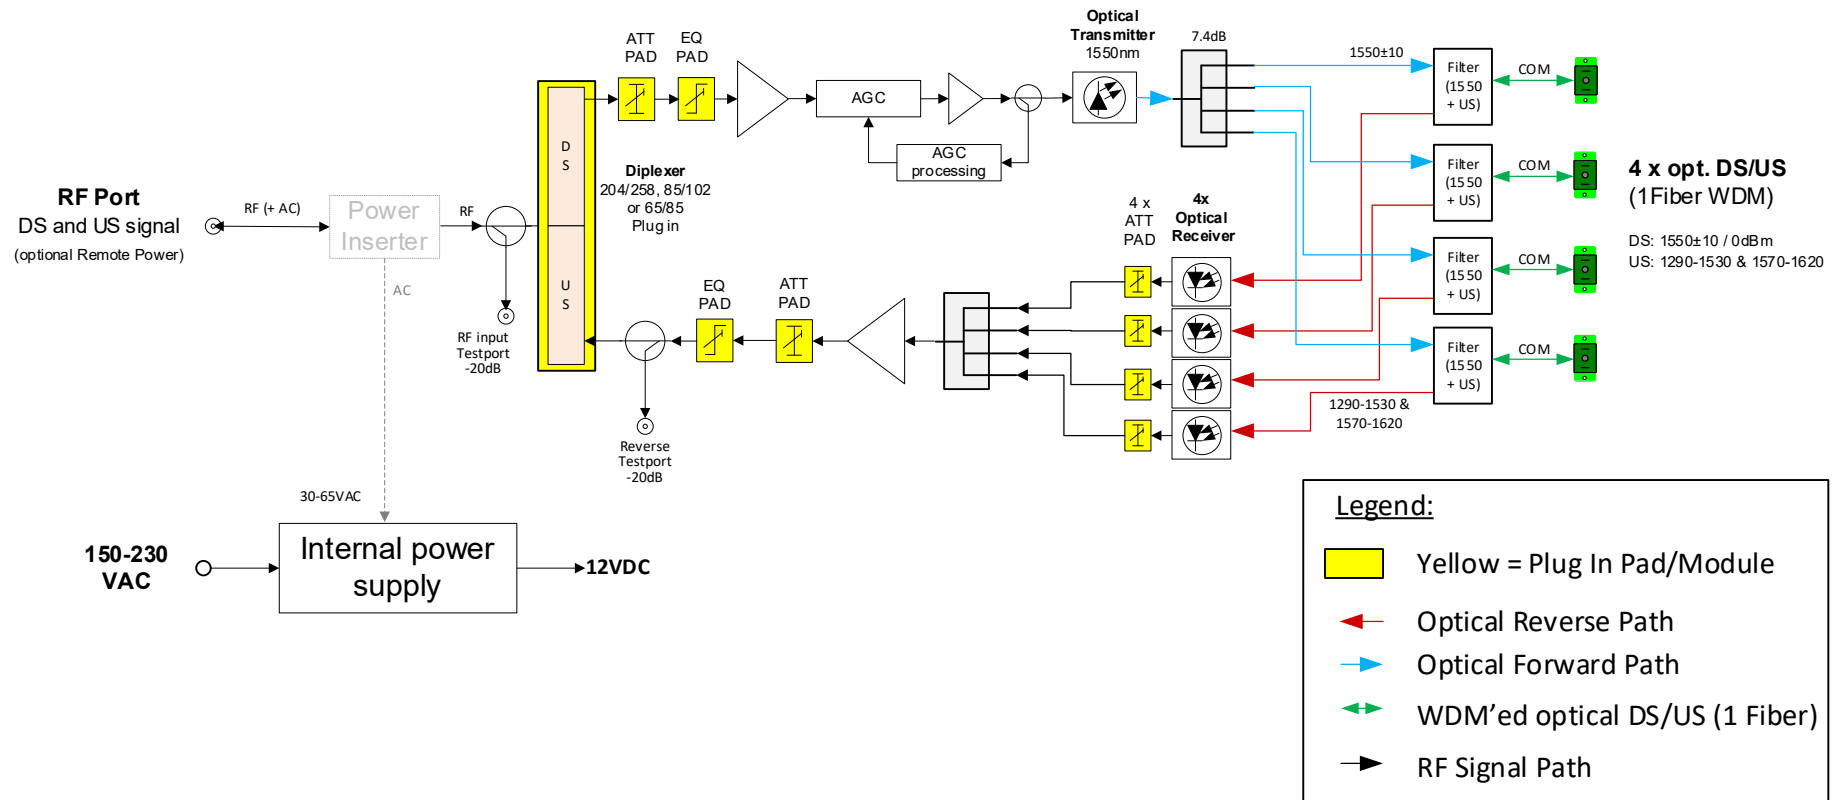 RF Port
DS and US signal
(optional Remote Power)
RF (+ AC)
Power
Inserter
RF
AC
RF input
Testport
-20dB
D
S
U
S
Diplexer
204/258, 85/102
or 65/85
Plug in
ATT
PAD
EQ
PAD
AGC
AGC
processing
Optical
Transmitter
1550nm
7.4dB
1550±10
Filter
(1550
+ US)
COM
Filter
(1550
+ US)
COM
Filter
(1550
+ US)
COM
Filter
(1550
+ US)
COM
4 x opt. DS/US
(1Fiber WDM)
DS: 1550±10 / 0dBm
US: 1290-1530 & 1570-1620
4 x
ATT
PAD
4x
Optical
Receiver
1290-1530 &
1570-1620
EQ
PAD
ATT
PAD
Reverse
Testport
-20dB
30-65VAC
150-230
VAC
Internal power
supply
12VDC
Legend:
Yellow = Plug In Pad/Module
Optical Reverse Path
Optical Forward Path
WDM’ed optical DS/US (1 Fiber)
RF Signal Path